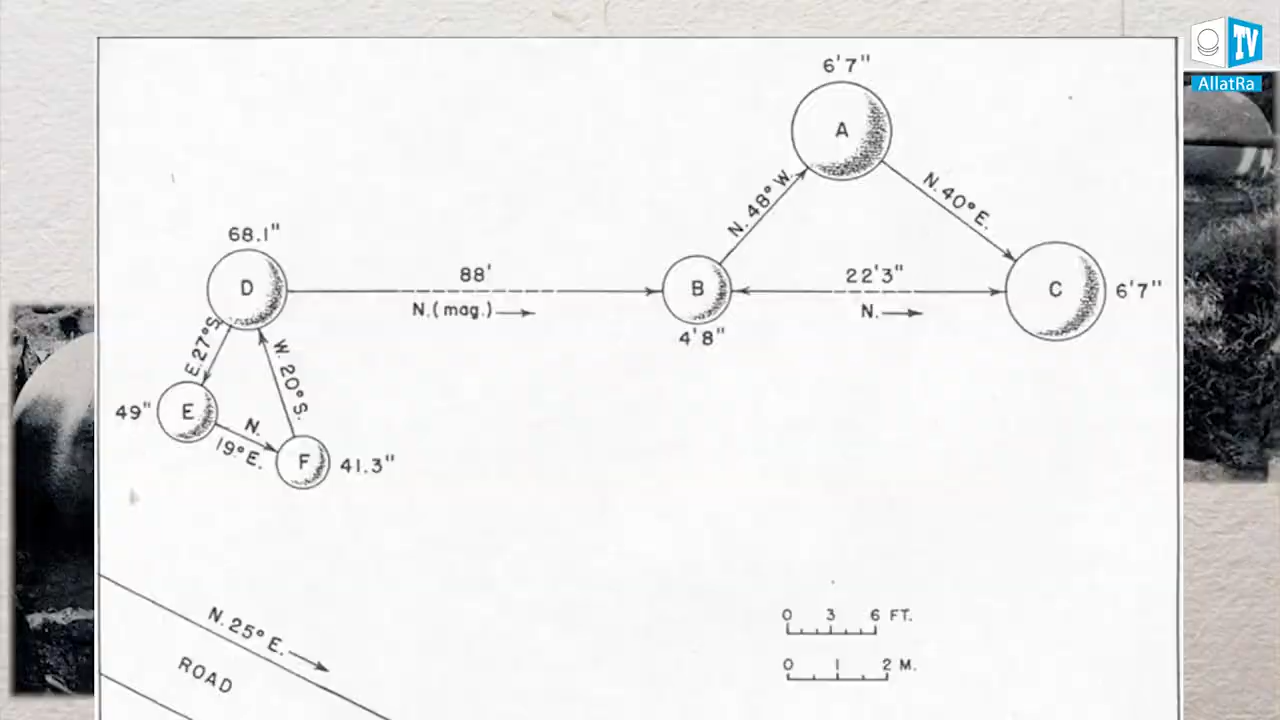 TV
AllatRa
6'7"
A
N. 48° W.
N. 40° E.
68.1"
D
88'
N. (mag.)
B
4'8"
22'3"
N.
C
6'7"
E. 27° S.
W. 20° S.
49"
E
N.
19° E.
F
41.3"
N. 25° E.
ROAD
0 3 6 FT.
0 1 2 M.